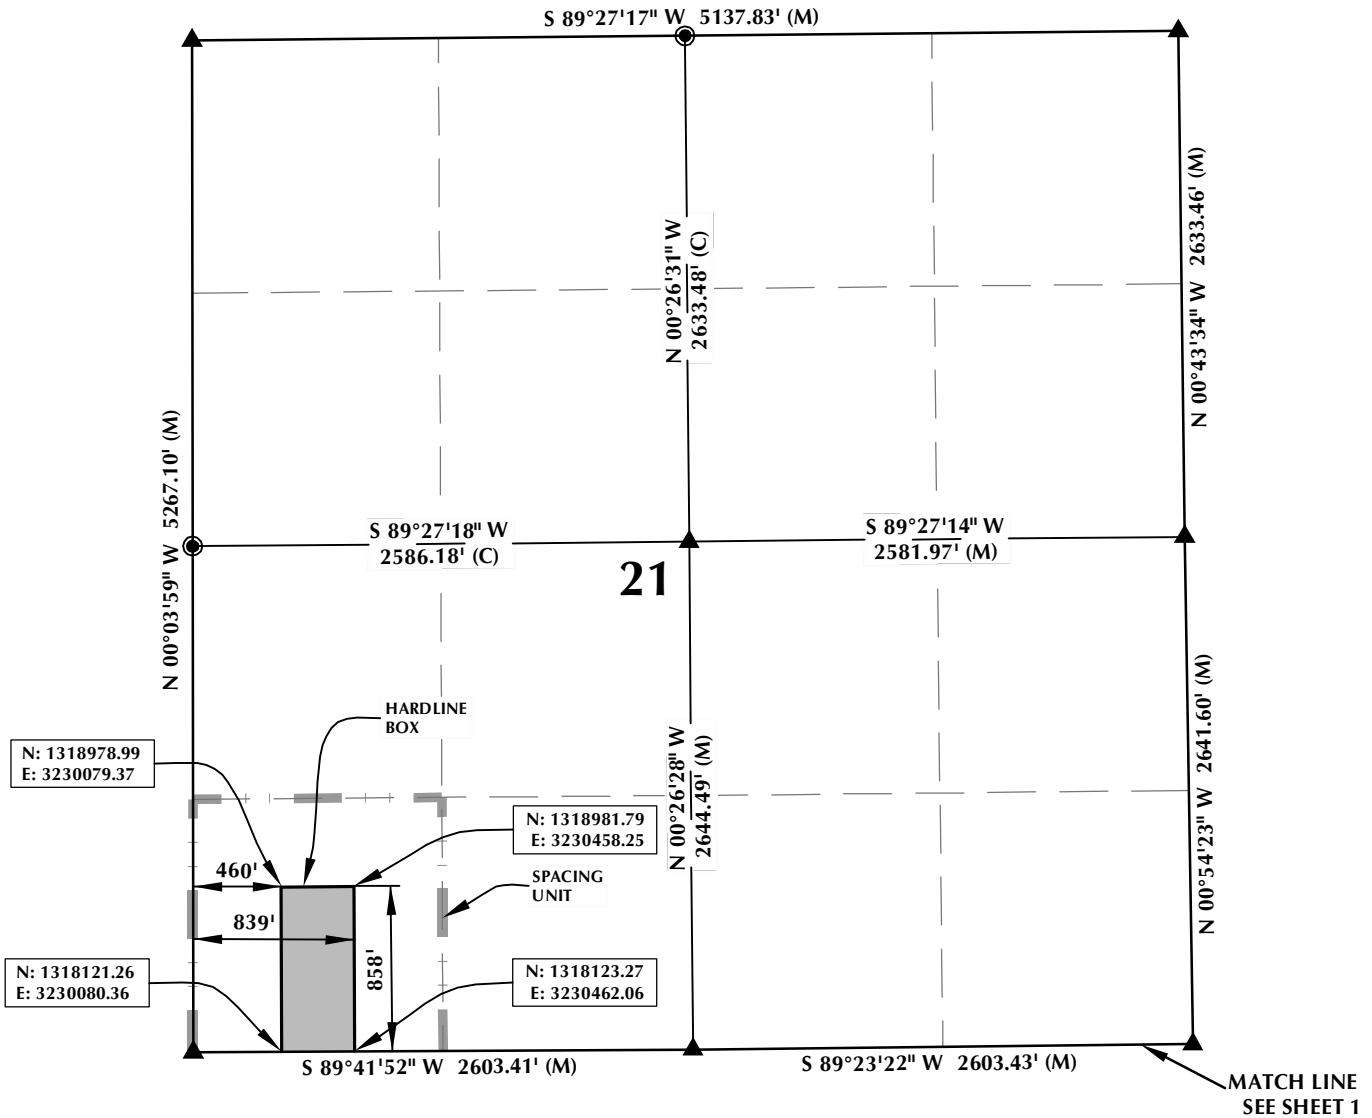 S 89°27'17" W 5137.83' (M)
N 00°26'31" W
2633.48' (C)
N 00°43'34" W 2633.46' (M)
N 00°03'59" W 5267.10' (M)
S 89°27'18" W
2586.18' (C)
S 89°27'14" W
2581.97' (M)
21
HARDLINE
BOX
N: 1318978.99
E: 3230079.37
N 00°26'28" W
2644.49' (M)
N 00°54'23" W 2641.60' (M)
N: 1318981.79
E: 3230458.25
460'
SPACING
UNIT
839'
858'
N: 1318121.26
E: 3230080.36
N: 1318123.27
E: 3230462.06
S 89°41'52" W 2603.41' (M)
S 89°23'22" W 2603.43' (M)
MATCH LINE
SEE SHEET 1